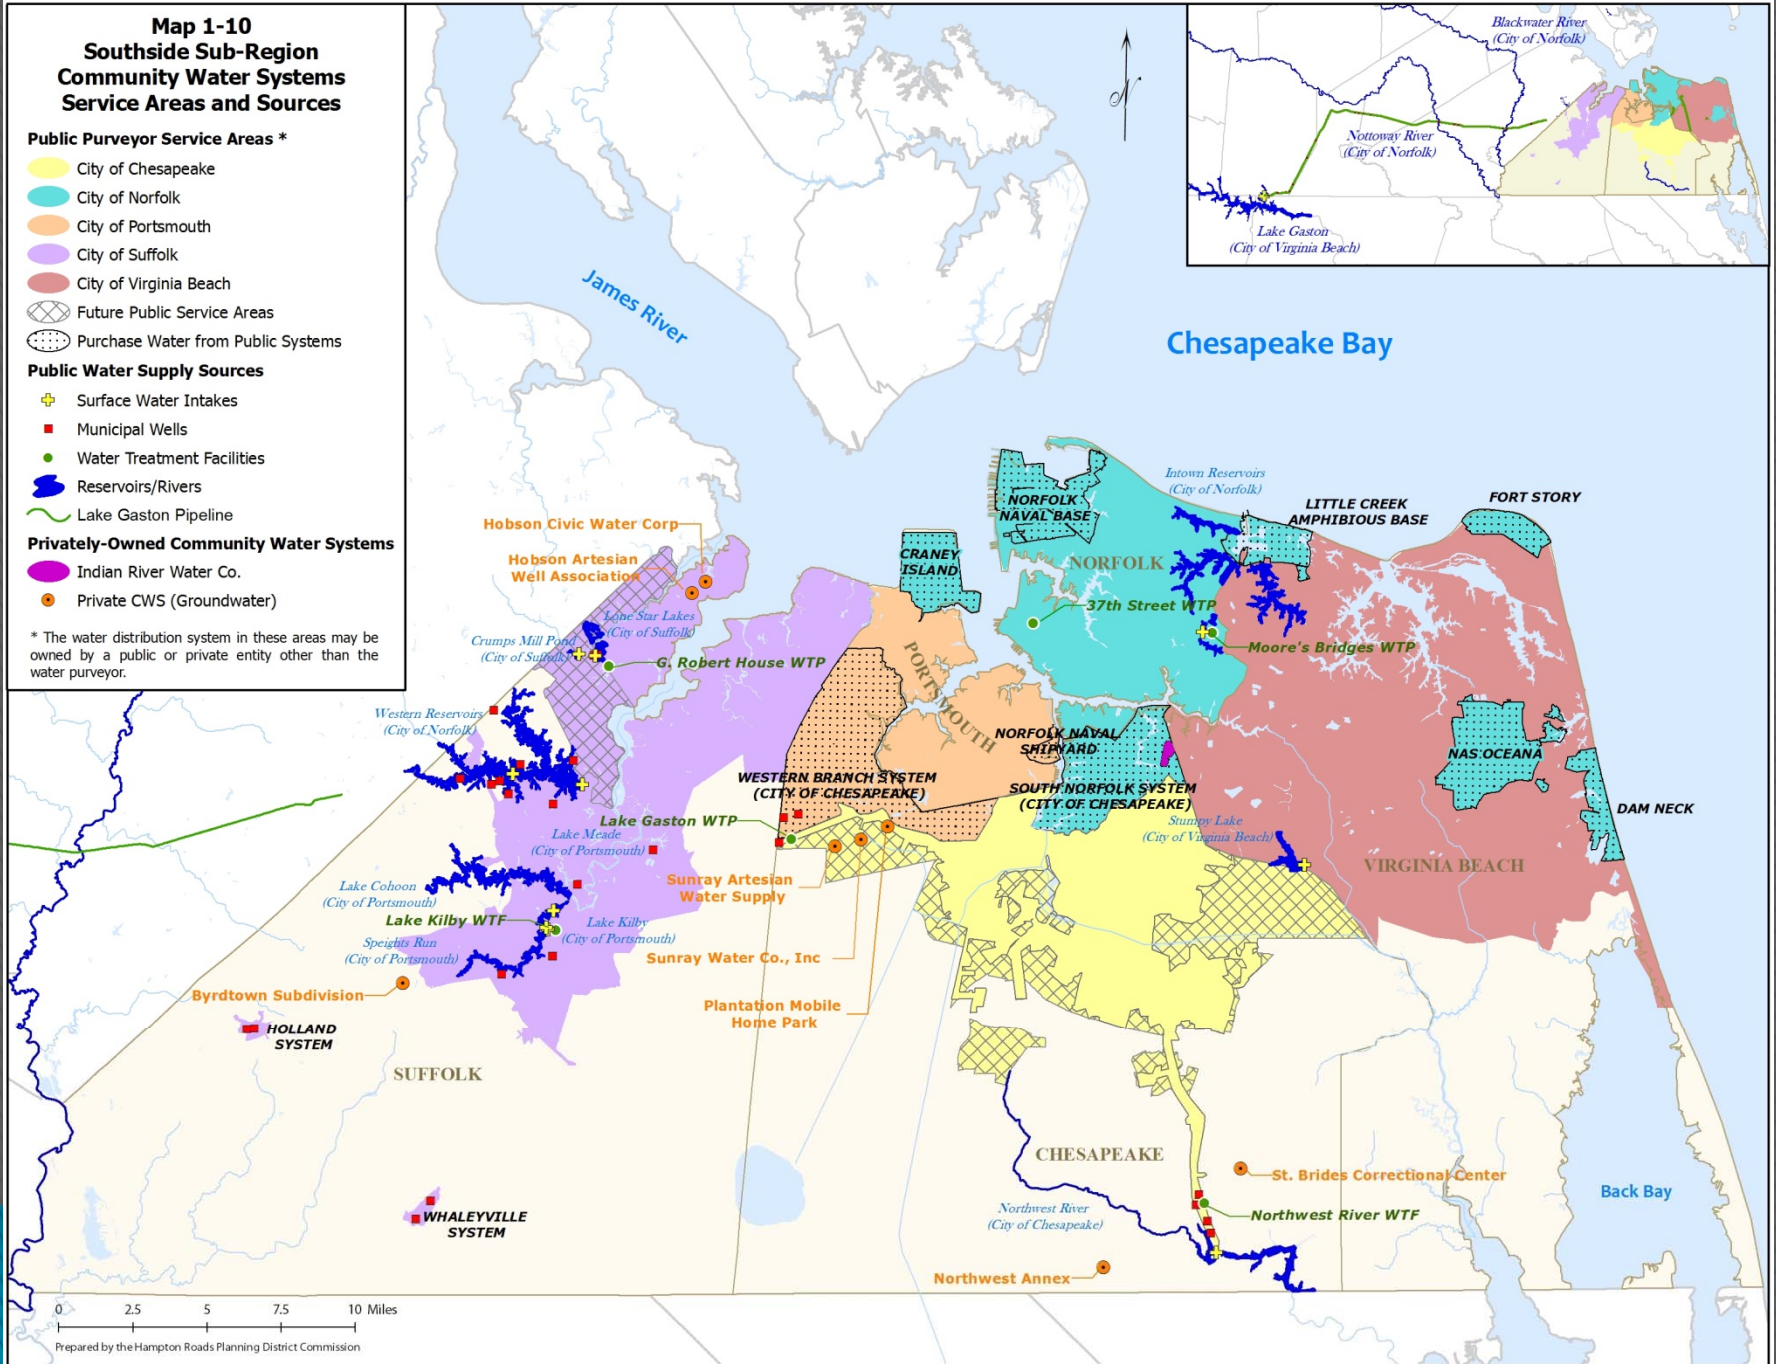 Map 1-10
Southside Sub-Region
Community Water Systems
Service Areas and Sources
Public Purveyor Service Areas *
City of Chesapeake
City of Norfolk
City of Portsmouth
City of Suffolk
City of Virginia Beach
Future Public Service Areas
Purchase Water from Public Systems
Public Water Supply Sources
Surface Water Intakes
Municipal Wells
Water Treatment Facilities
Reservoirs/Rivers
Lake Gaston Pipeline
Privately-Owned Community Water Systems
Indian River Water Co.
Private CWS (Groundwater)
* The water distribution system in these areas may be
owned by a public or private entity other than the
water purveyor.
N
Blackwater River
(City of Norfolk)
Nottoway River
(City of Norfolk)
Lake Gaston
(City of Virginia Beach)
James River
Chesapeake Bay
Intown Reservoirs
(City of Norfolk)
NORFOLK
NAVAL BASE
LITTLE CREEK
AMPHIBIOUS BASE
FORT STORY
Hobson Civic Water Corp
Hobson Artesian
Well Association
CRANEY
ISLAND
NORFOLK
37th Street WTP
Lone Star Lakes
(City of Suffolk)
Crumps Mill Pond
(City of Suffolk)
G. Robert House WTP
Moore's Bridges WTP
PORTSMOUTH
Western Reservoirs
(City of Norfolk)
NORFOLK NAVAL
SHIPYARD
NAS OCEANA
WESTERN BRANCH SYSTEM
(CITY OF CHESAPEAKE)
SOUTH NORFOLK SYSTEM
(CITY OF CHESAPEAKE)
DAM NECK
Lake Gaston WTP
Stumpy Lake
(City of Virginia Beach)
Lake Meade
(City of Portsmouth)
VIRGINIA BEACH
Sunray Artesian
Water Supply
Lake Cohoon
(City of Portsmouth)
Lake Kilby WTF
Lake Kilby
(City of Portsmouth)
Speights Run
(City of Portsmouth)
Sunray Water Co., Inc
Byrdtown Subdivision
Plantation Mobile
Home Park
HOLLAND
SYSTEM
SUFFOLK
CHESAPEAKE
St. Brides Correctional Center
Back Bay
Northwest River
(City of Chesapeake)
Northwest River WTF
WHALEYVILLE
SYSTEM
Northwest Annex
0 2.5 5 7.5 10 Miles
Prepared by the Hampton Roads Planning District Commission